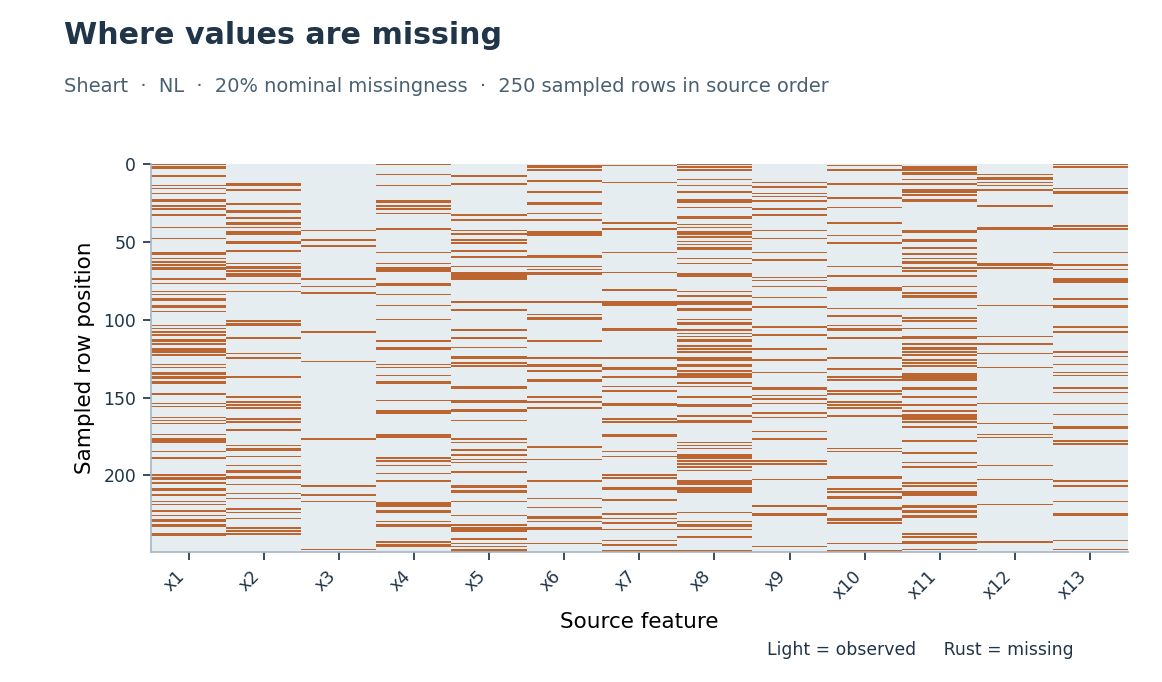 Where values are missing
Sheart · NL · 20% nominal missingness · 250 sampled rows in source order
0
50
100
150
200
Sampled row position
x1 x2 x3 x4 x5 x6 x7 x8 x9 x10 x11 x12 x13
Source feature
Light = observed Rust = missing